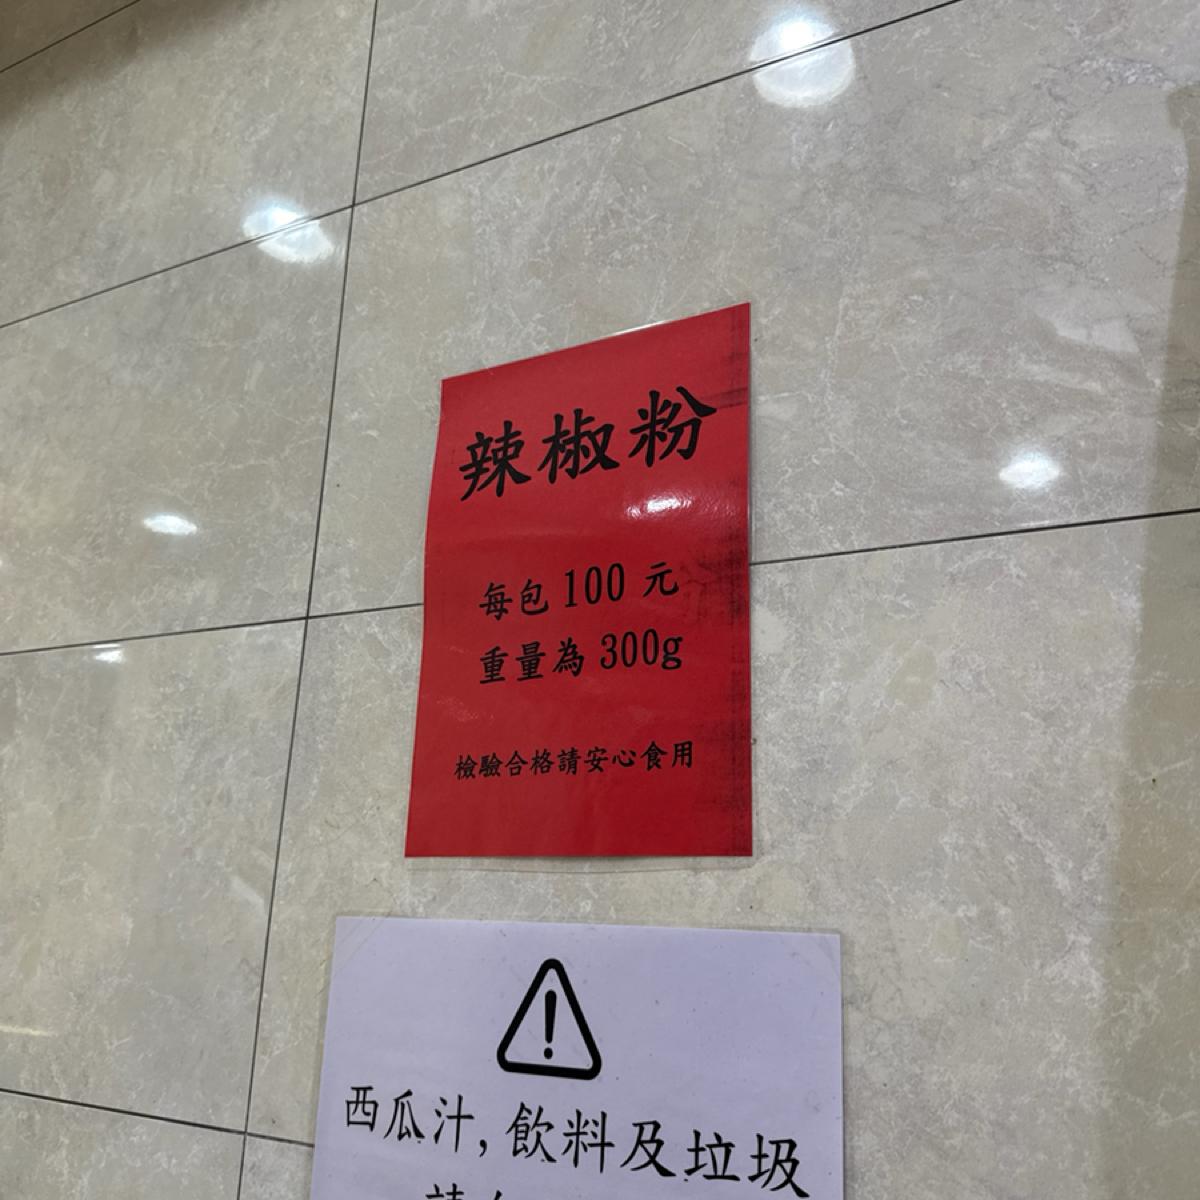 辣椒粉
每包 100 元
重量為 300g
檢驗合格請安心食用
西瓜汁,飲料及垃圾